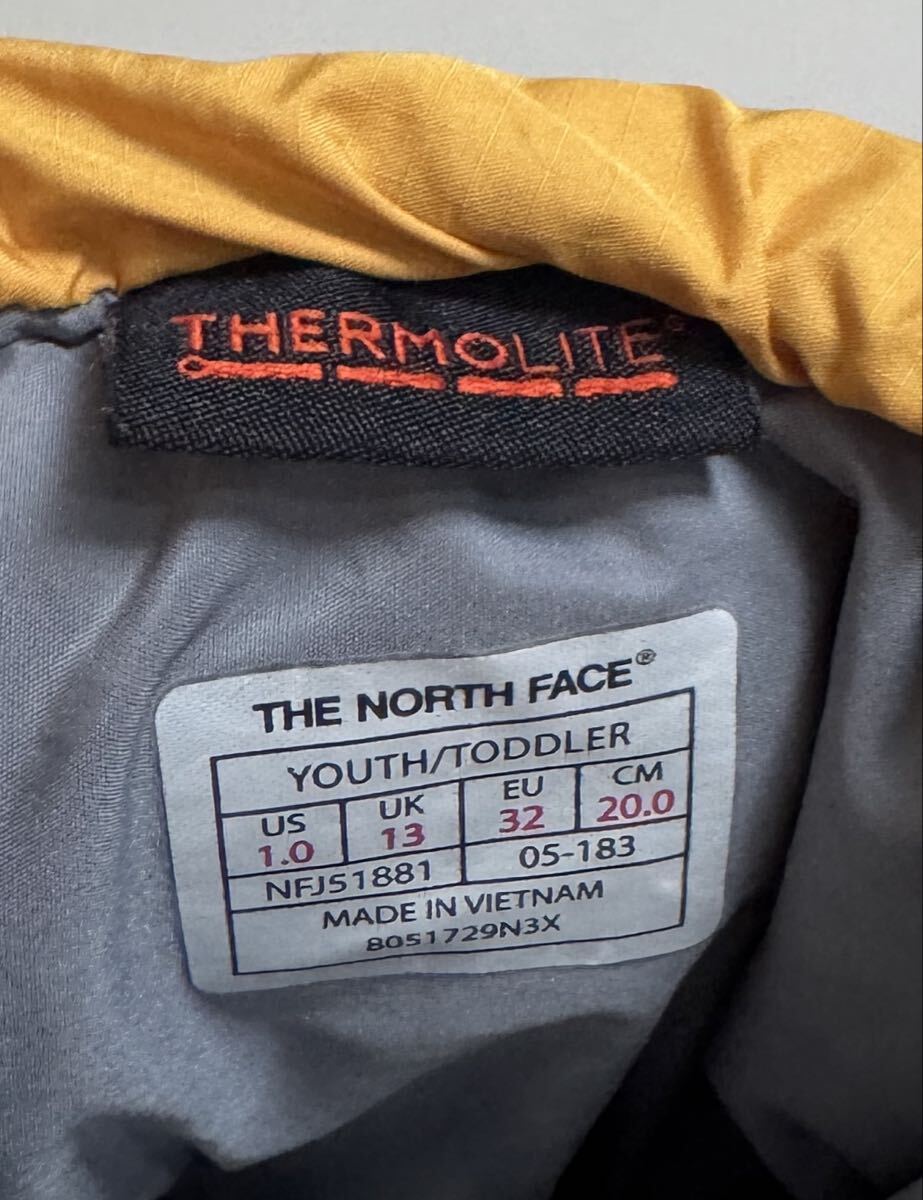 THERMOLITE®
THE NORTH FACE®
YOUTH/TODDLER
US UK EU CM
1.0 13 32 20.0
NFJ51881 05-183
MADE IN VIETNAM
8051729N3X